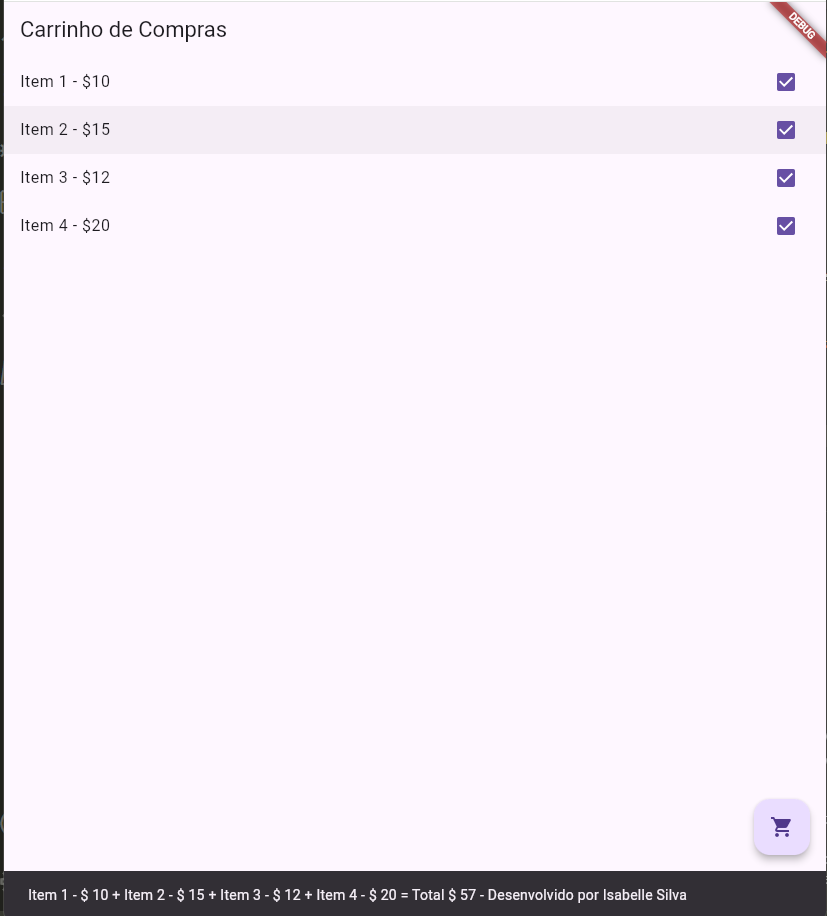 Carrinho de Compras
DEBUG
Item 1 - $10
Item 2 - $15
Item 3 - $12
Item 4 - $20
Item 1 - $ 10 + Item 2 - $ 15 + Item 3 - $ 12 + Item 4 - $ 20 = Total $ 57 - Desenvolvido por Isabelle Silva